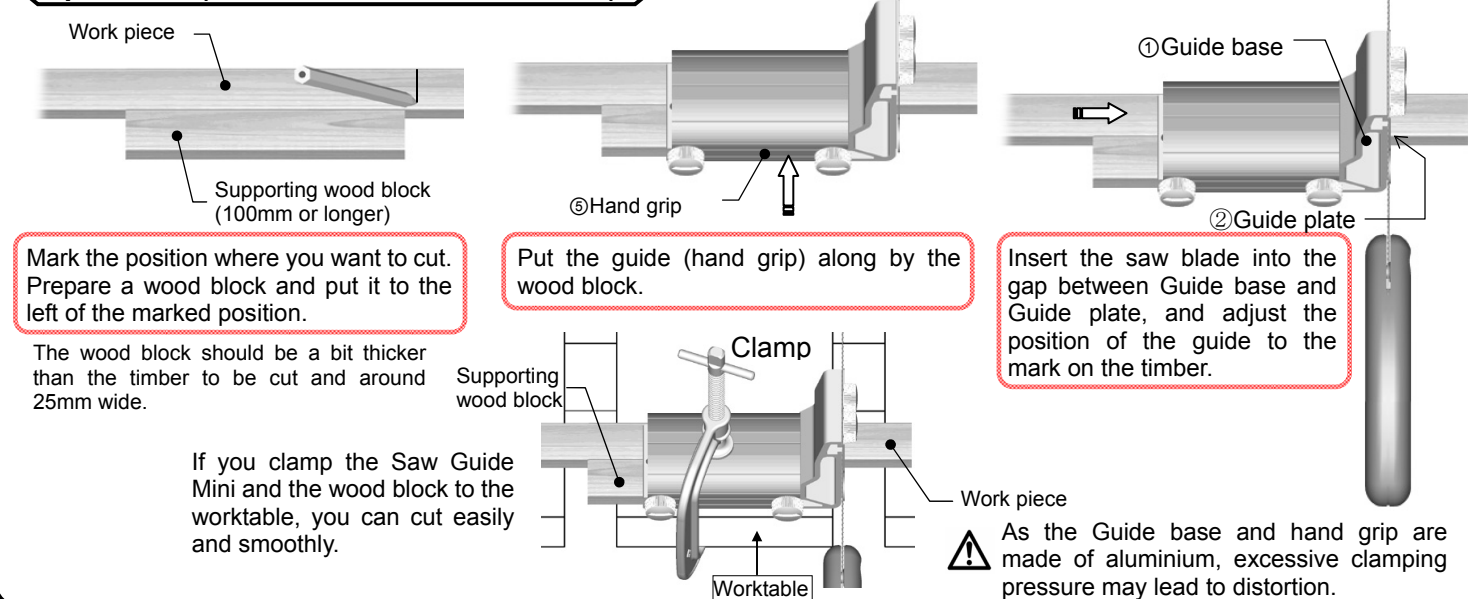 Work piece
Supporting wood block
(100mm or longer)
Mark the position where you want to cut.
Prepare a wood block and put it to the
left of the marked position.
The wood block should be a bit thicker
than the timber to be cut and around
25mm wide.
⑤Hand grip
Put the guide (hand grip) along by the
wood block.
①Guide base
②Guide plate
Insert the saw blade into the
gap between Guide base and
Guide plate, and adjust the
position of the guide to the
mark on the timber.
If you clamp the Saw Guide
Mini and the wood block to the
worktable, you can cut easily
and smoothly.
Supporting
wood block
Clamp
Work piece
Worktable
As the Guide base and hand grip are
made of aluminium, excessive clamping
pressure may lead to distortion.